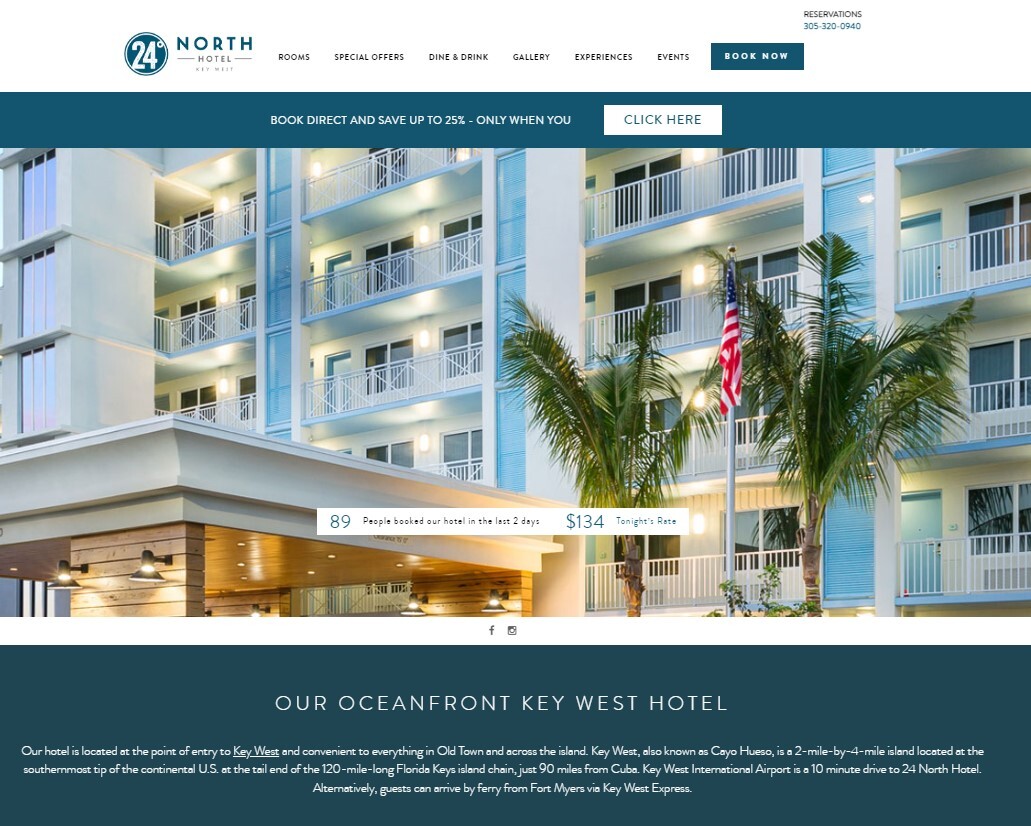 RESERVATIONS
305-320-0940
24°
NORTH
HOTEL
KEY WEST
ROOMS
SPECIAL OFFERS
DINE & DRINK
GALLERY
EXPERIENCES
EVENTS
BOOK NOW
BOOK DIRECT AND SAVE UP TO 25% - ONLY WHEN YOU
CLICK HERE
89 People booked our hotel in the last 2 days $134 Tonight's Rate
OUR OCEANFRONT KEY WEST HOTEL
Our hotel is located at the point of entry to Key West and convenient to everything in Old Town and across the island. Key West, also known as Cayo Hueso, is a 2-mile-by-4-mile island located at the
southernmost tip of the continental U.S. at the tail end of the 120-mile-long Florida Keys island chain, just 90 miles from Cuba. Key West International Airport is a 10 minute drive to 24 North Hotel.
Alternatively, guests can arrive by ferry from Fort Myers via Key West Express.